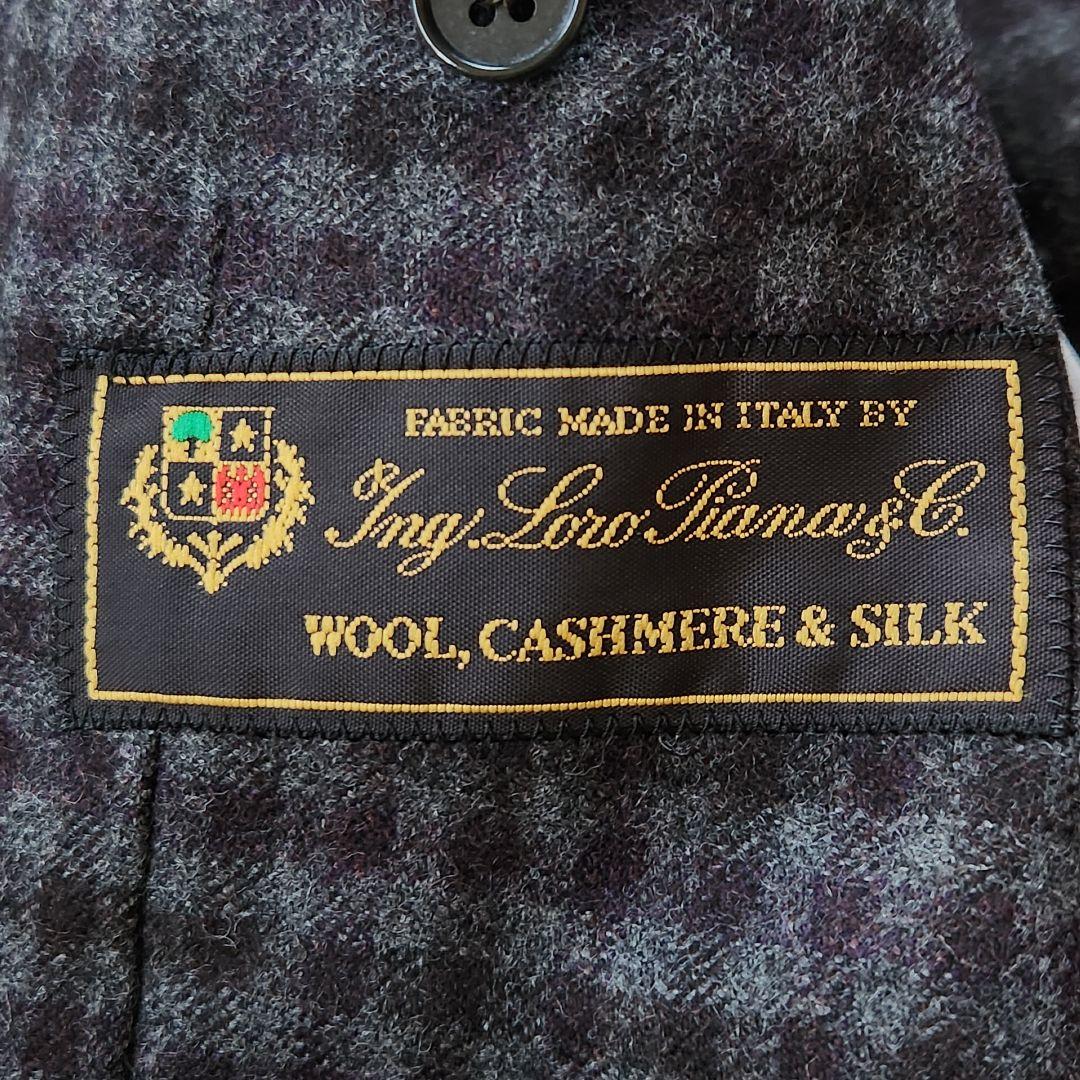 FABRIC MADE IN ITALY BY
Ing. Loro Piana & C.
WOOL, CASHMERE & SILK